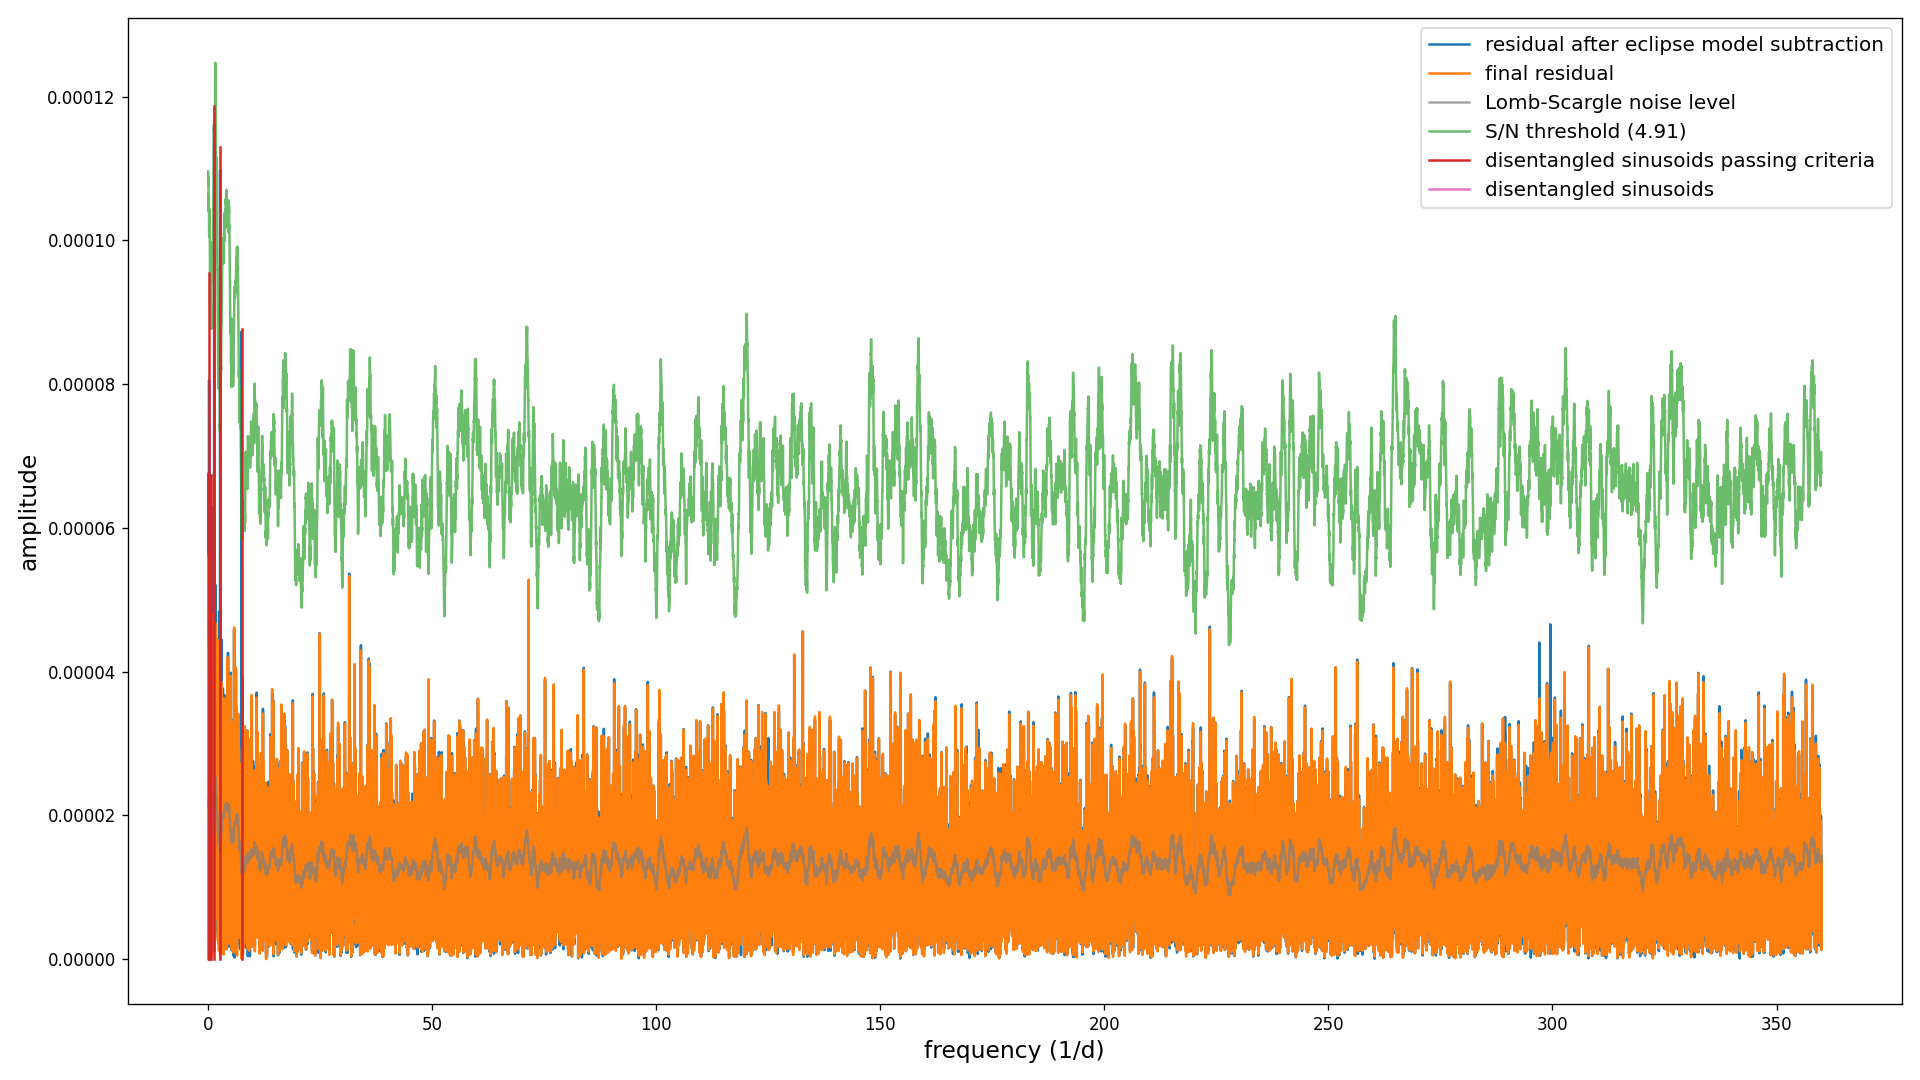 residual after eclipse model subtraction
final residual
Lomb-Scargle noise level
S/N threshold (4.91)
disentangled sinusoids passing criteria
disentangled sinusoids
amplitude
0.00012
0.00010
0.00008
0.00006
0.00004
0.00002
0.00000
0 50 100 150 200 250 300 350
frequency (1/d)